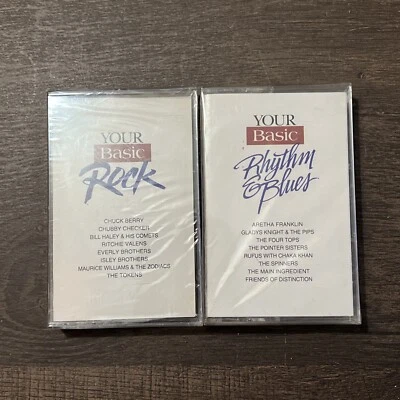 YOUR
Basic
Rock
CHUCK BERRY
CHUBBY CHECKER
BILL HALEY & HIS COMETS
RITCHIE VALENS
EVERLY BROTHERS
ISLEY BROTHERS
MAURICE WILLIAMS & THE ZODIACS
THE TOKENS
YOUR
Basic
Rhythm
& Blues
ARETHA FRANKLIN
GLADYS KNIGHT & THE PIPS
THE FOUR TOPS
THE POINTER SISTERS
RUFUS WITH CHAKA KHAN
THE SPINNERS
THE MAIN INGREDIENT
FRIENDS OF DISTINCTION